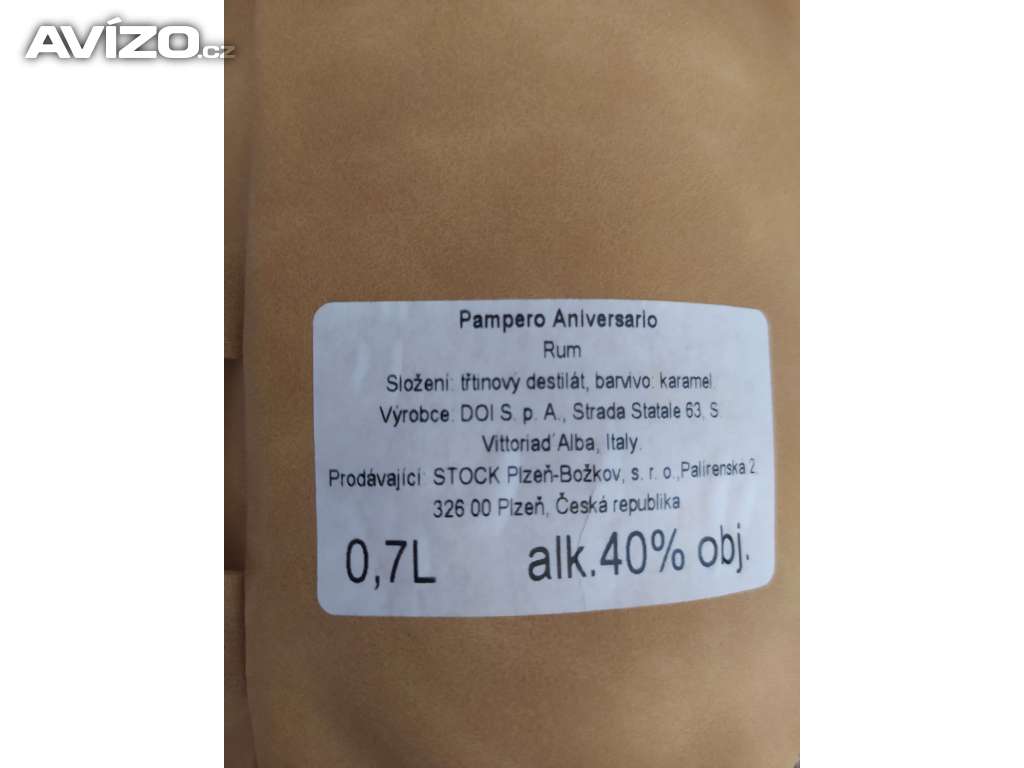 AVÍZO.cz
Pampero Aniversario
Rum
Složení: třtinový destilát, barvivo: karamel.
Výrobce: DOI S. p. A., Strada Statale 63, S.
Vittoriad'Alba, Italy.
Prodávající: STOCK Plzeň-Božkov, s. r. o.,Palírenska 2,
326 00 Plzeň, Česká republika.
0,7L alk.40% obj.